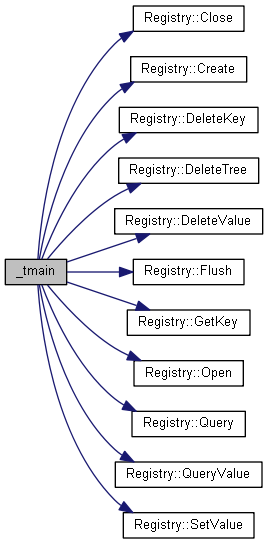 Registry::Close
Registry::Create
Registry::DeleteKey
Registry::DeleteTree
Registry::DeleteValue
_tmain
Registry::Flush
Registry::GetKey
Registry::Open
Registry::Query
Registry::QueryValue
Registry::SetValue